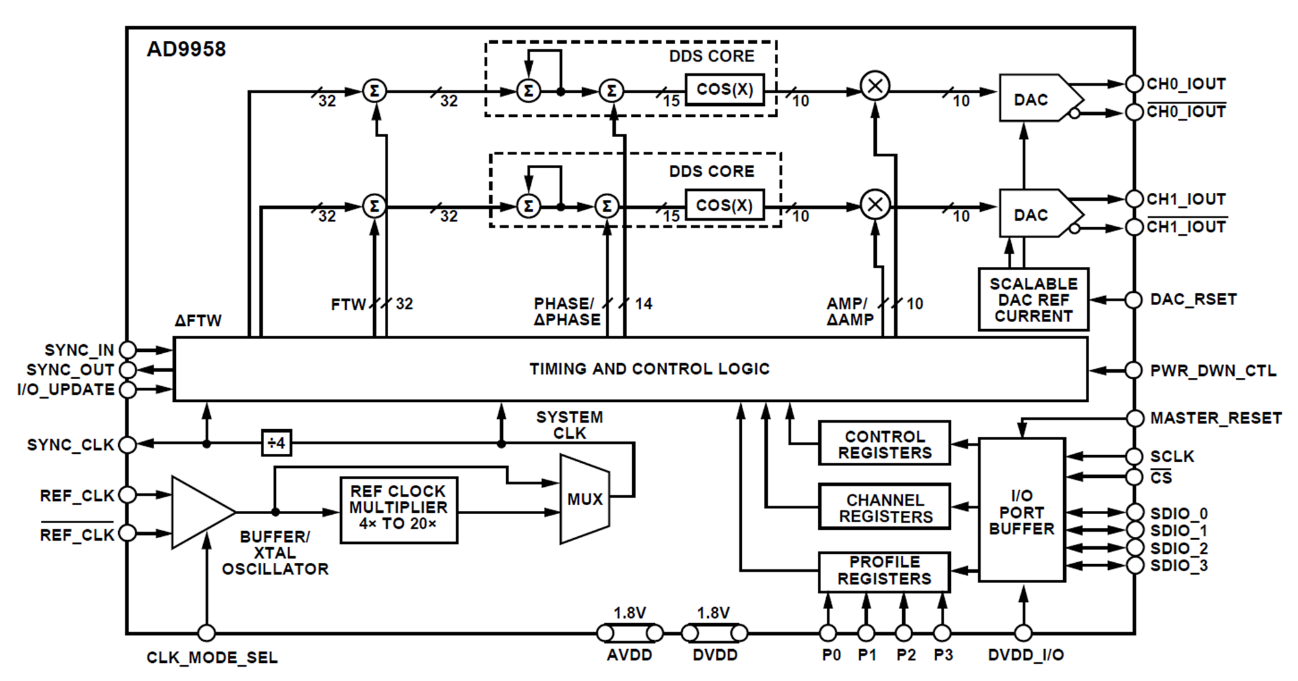 AD9958
DDS CORE
32
Σ
32
Σ
Σ
15
COS(X)
10
×
10
DAC
CH0_IOUT
CH0_IOUT
DDS CORE
32
Σ
32
Σ
Σ
15
COS(X)
10
×
10
DAC
CH1_IOUT
CH1_IOUT
ΔFTW
FTW
32
PHASE/
ΔPHASE
14
AMP/
ΔAMP
10
SCALABLE
DAC REF
CURRENT
DAC_RSET
SYNC_IN
SYNC_OUT
I/O_UPDATE
TIMING AND CONTROL LOGIC
PWR_DWN_CTL
SYNC_CLK
÷4
SYSTEM
CLK
REF_CLK
REF_CLK
BUFFER/
XTAL
OSCILLATOR
REF CLOCK
MULTIPLIER
4× TO 20×
MUX
CONTROL
REGISTERS
CHANNEL
REGISTERS
PROFILE
REGISTERS
I/O
PORT
BUFFER
MASTER_RESET
SCLK
CS
SDIO_0
SDIO_1
SDIO_2
SDIO_3
CLK_MODE_SEL
1.8V
AVDD
1.8V
DVDD
P0
P1
P2
P3
DVDD_I/O